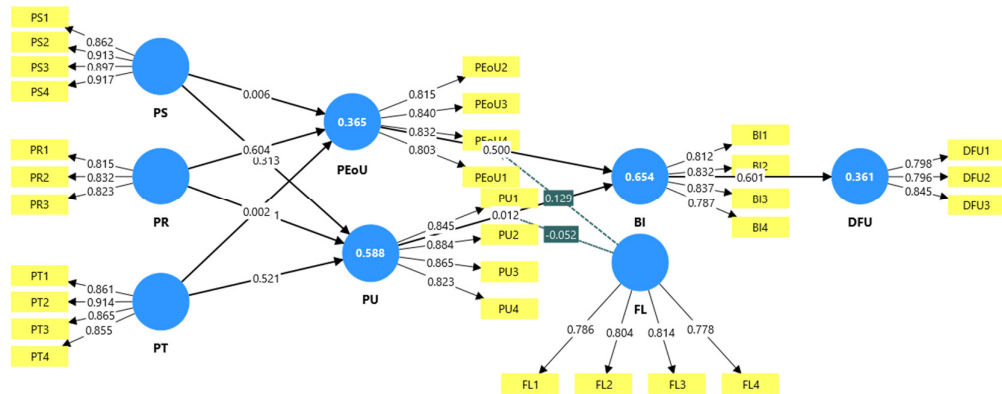 PS1
PS2
PS3
PS4
0.862
0.913
0.897
0.917
PS
PR1
PR2
PR3
0.815
0.832
0.823
PR
PT1
PT2
PT3
PT4
0.861
0.914
0.865
0.855
PT
0.006
0.604
0.313
0.002
0.521
0.365
PEoU
0.588
PU
PEoU2
PEoU3
PEoU4
PEoU1
0.815
0.840
0.832
0.803
PU1
PU2
PU3
PU4
0.845
0.884
0.865
0.823
0.500
0.012
0.129
-0.052
0.654
BI
BI1
BI2
BI3
BI4
0.812
0.832
0.837
0.787
0.601
0.361
DFU
DFU1
DFU2
DFU3
0.798
0.796
0.845
FL
0.786
0.804
0.814
0.778
FL1
FL2
FL3
FL4